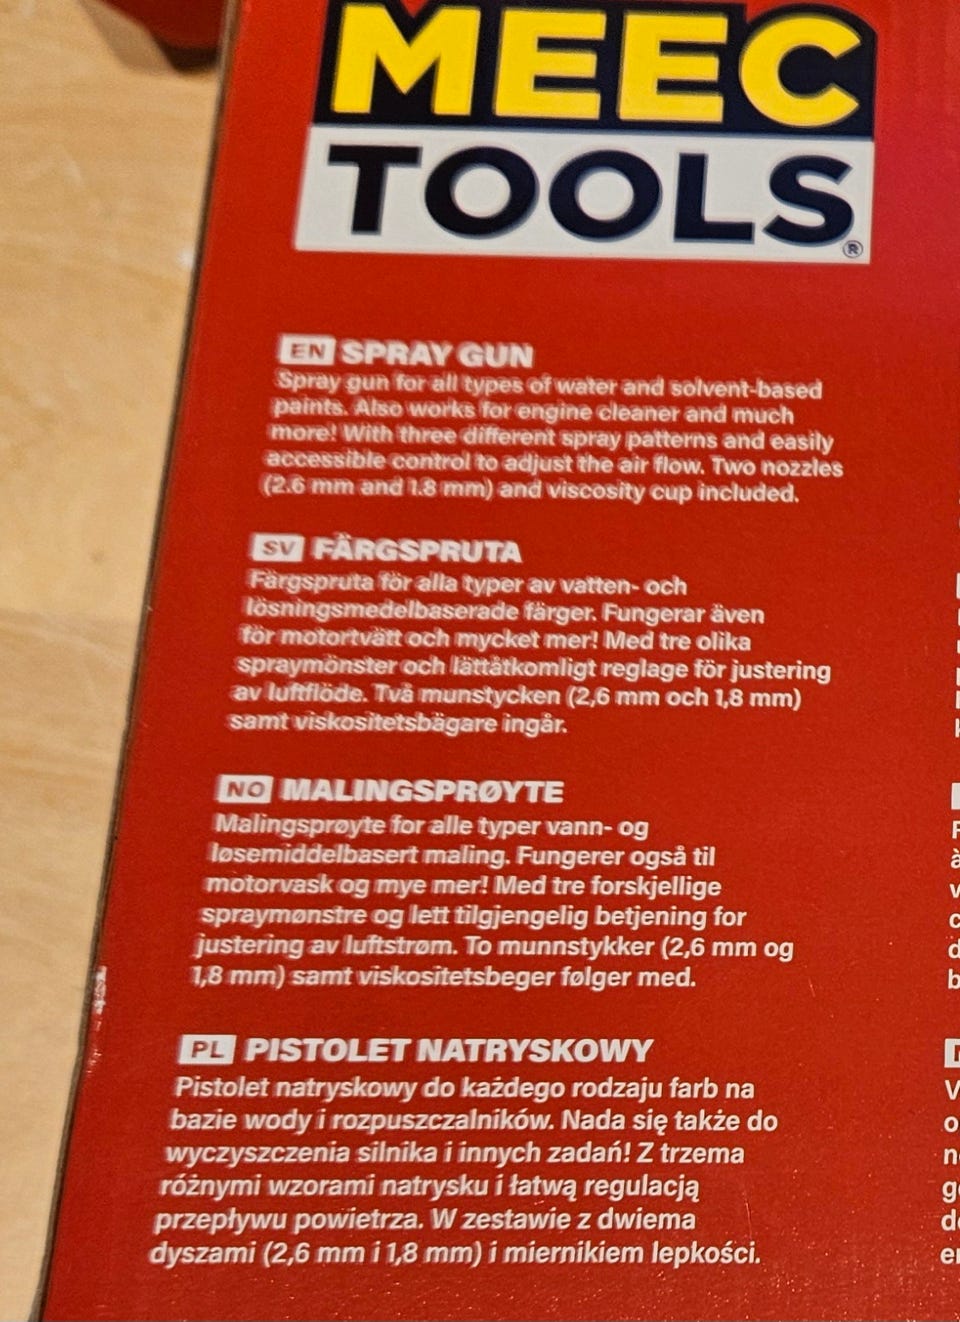 MEEC
TOOLS®
EN SPRAY GUN
Spray gun for all types of water and solvent-based
paints. Also works for engine cleaner and much
more! With three different spray patterns and easily
accessible control to adjust the air flow. Two nozzles
(2.6 mm and 1.8 mm) and viscosity cup included.
SV FÄRGSPRUTA
Färgspruta för alla typer av vatten- och
lösningsmedelbaserade färger. Fungerar även
för motortvätt och mycket mer! Med tre olika
spraymönster och lättåtkomligt reglage för justering
av luftflöde. Två munstycken (2,6 mm och 1,8 mm)
samt viskositetsbägare ingår.
NO MALINGSPRØYTE
Malingsprøyte for alle typer vann- og
løsemiddelbasert maling. Fungerer også til
motorvask og mye mer! Med tre forskjellige
spraymønstre og lett tilgjengelig betjening for
justering av luftstrøm. To munnstykker (2,6 mm og
1,8 mm) samt viskositetsbeger følger med.
PL PISTOLET NATRYSKOWY
Pistolet natryskowy do każdego rodzaju farb na
bazie wody i rozpuszczalników. Nada się także do
wyczyszczenia silnika i innych zadań! Z trzema
różnymi wzorami natrysku i łatwą regulacją
przepływu powietrza. W zestawie z dwiema
dyszami (2,6 mm i 1,8 mm) i miernikiem lepkości.